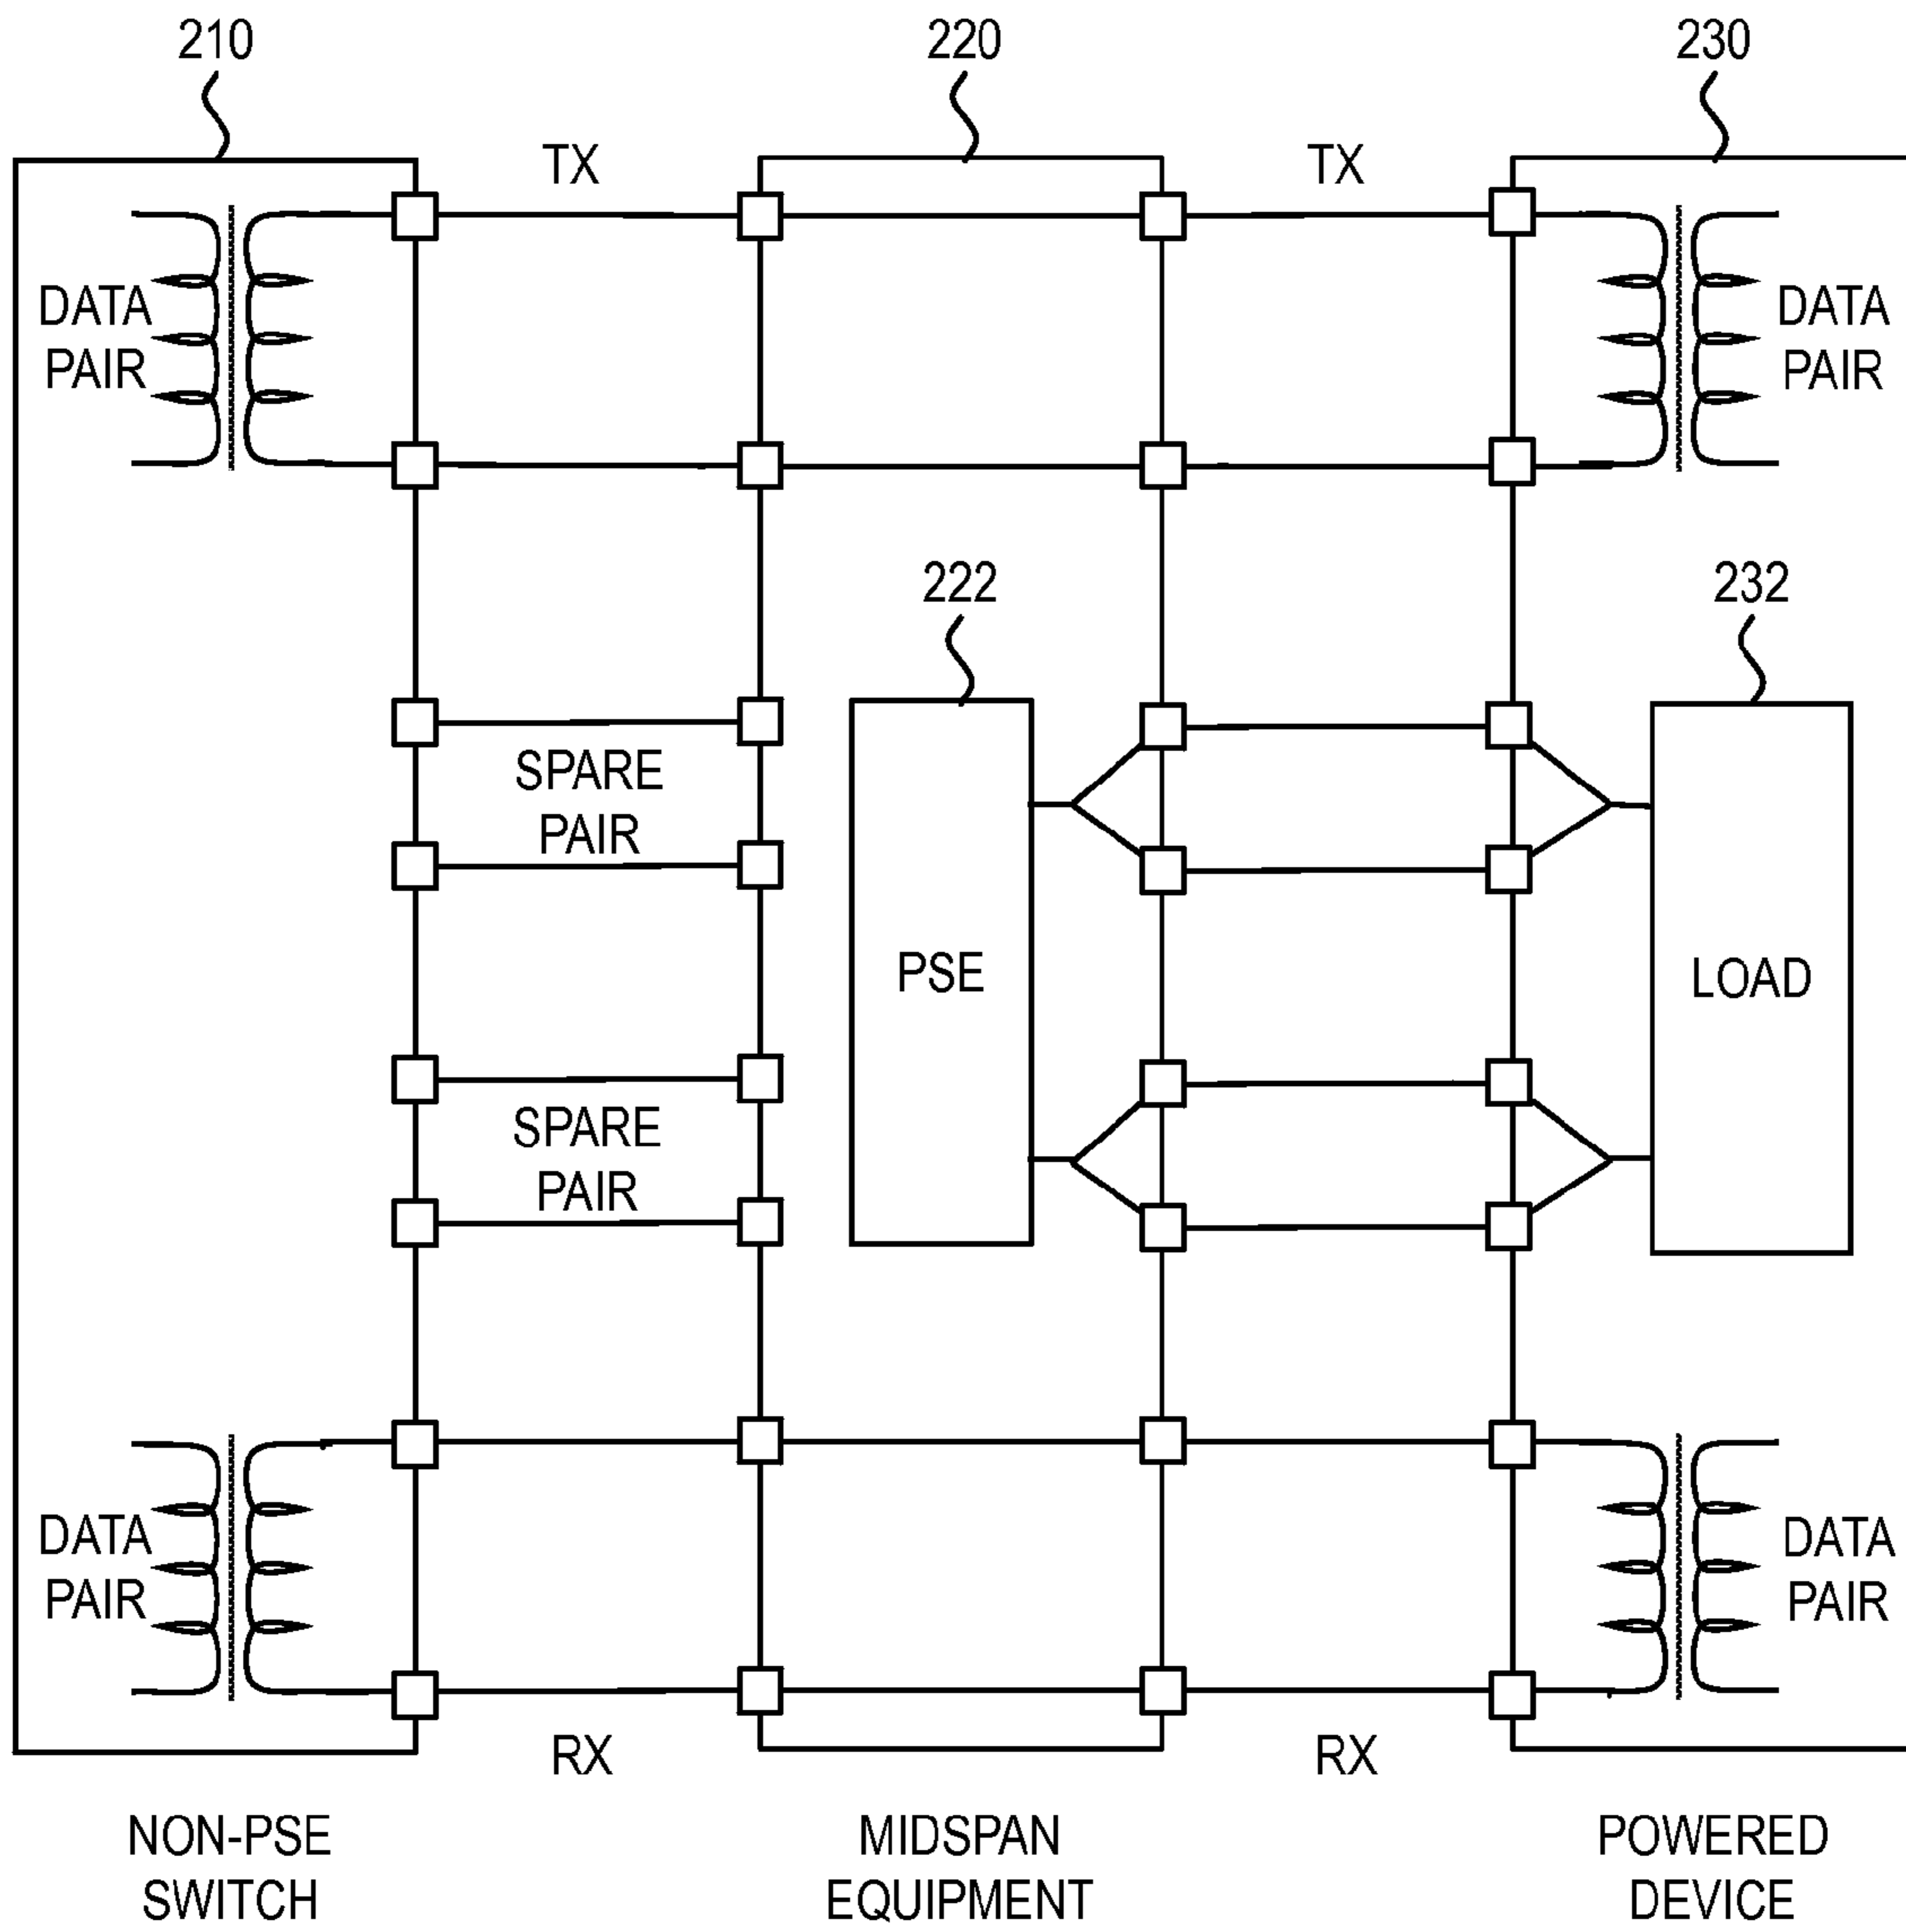 210
220
230
TX
TX
DATA
PAIR
DATA
PAIR
222
232
SPARE
PAIR
PSE
LOAD
SPARE
PAIR
DATA
PAIR
DATA
PAIR
RX
RX
NON-PSE
SWITCH
MIDSPAN
EQUIPMENT
POWERED
DEVICE